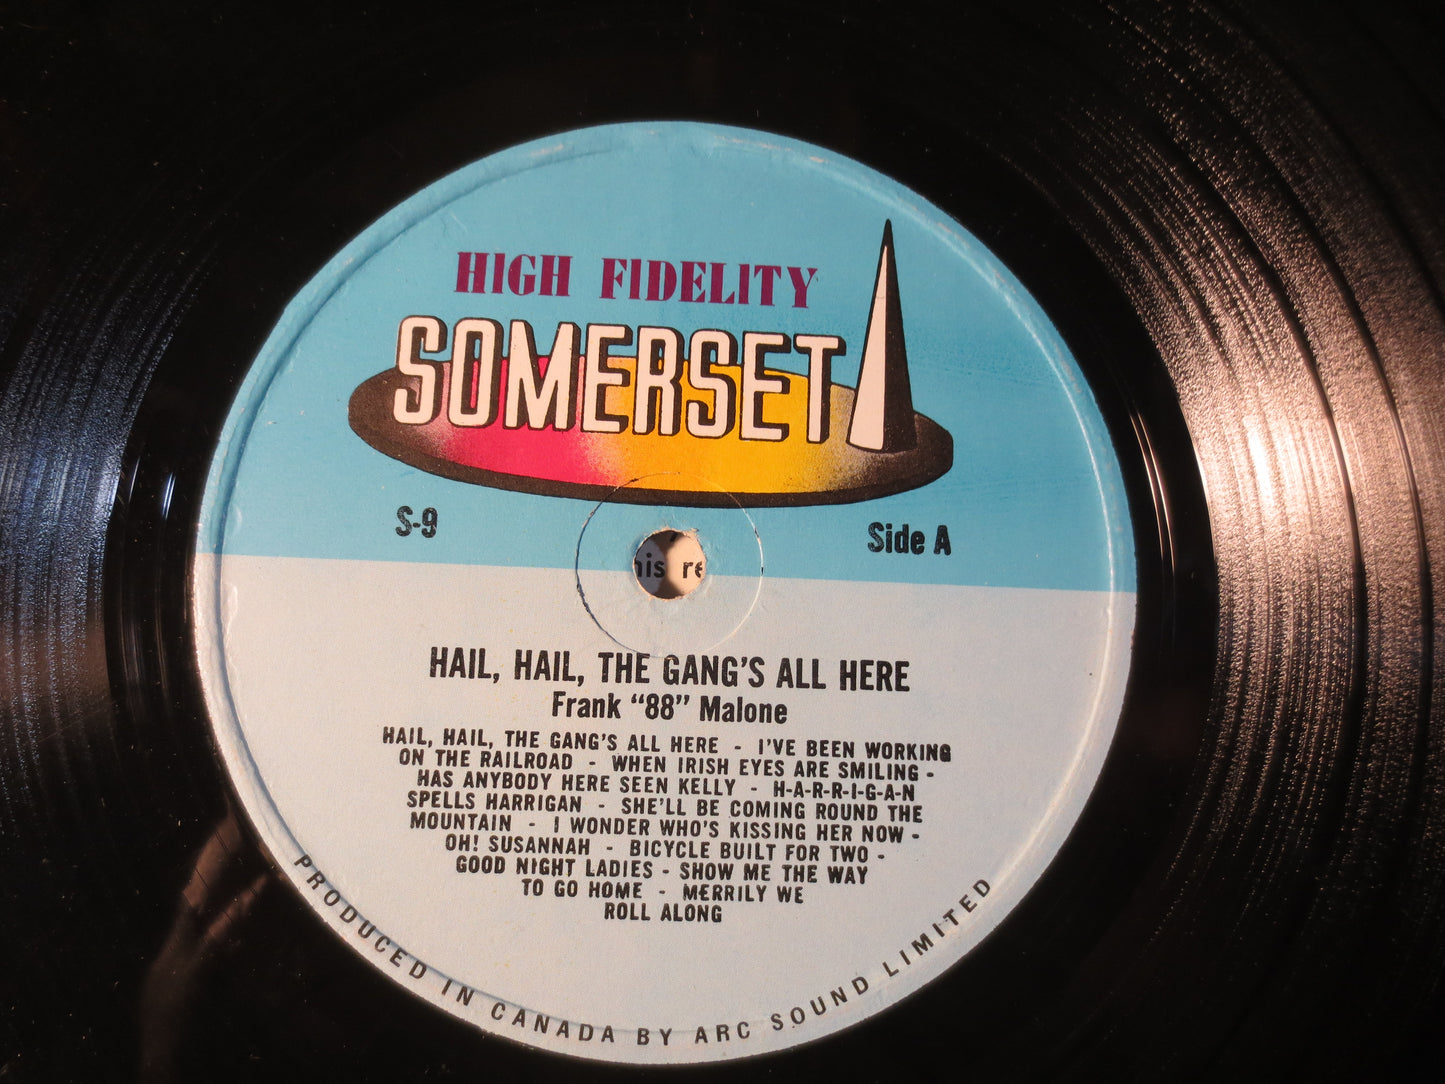 HIGH FIDELITY
SOMERSET
S-9
Side A
HAIL, HAIL, THE GANG'S ALL HERE
Frank "88" Malone
HAIL, HAIL, THE GANG'S ALL HERE - I'VE BEEN WORKING
ON THE RAILROAD - WHEN IRISH EYES ARE SMILING -
HAS ANYBODY HERE SEEN KELLY - H-A-R-R-I-G-A-N
SPELLS HARRIGAN - SHE'LL BE COMING ROUND THE
MOUNTAIN - I WONDER WHO'S KISSING HER NOW -
OH! SUSANNAH - BICYCLE BUILT FOR TWO -
GOOD NIGHT LADIES - SHOW ME THE WAY
TO GO HOME - MERRILY WE
ROLL ALONG
PRODUCED IN CANADA BY ARC SOUND LIMITED